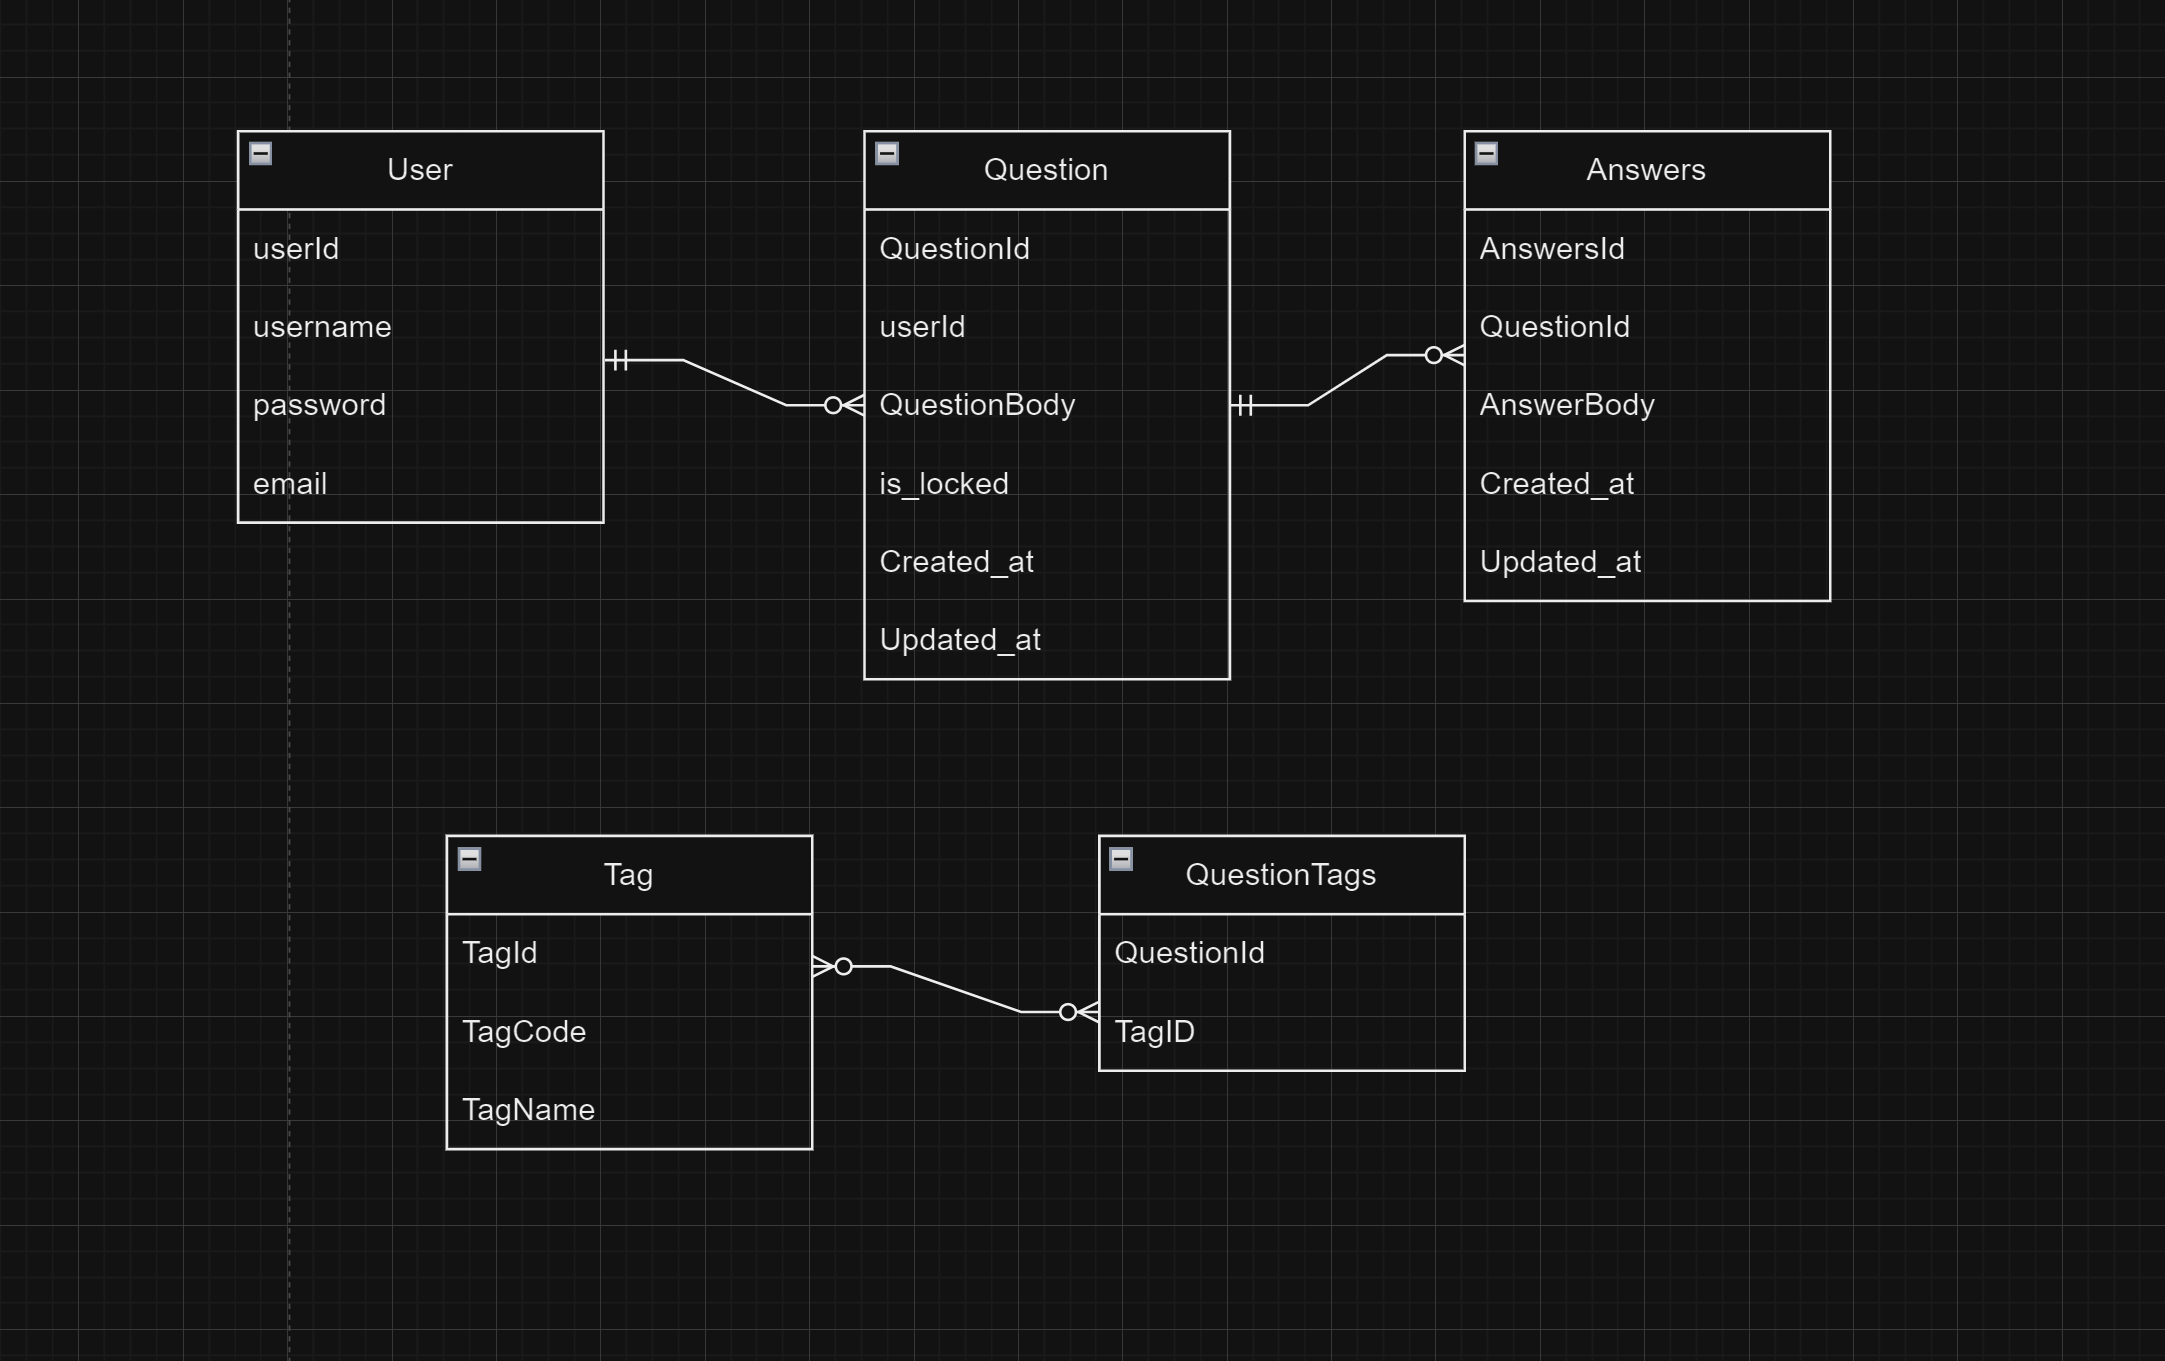 User
userId
username
password
email
Question
QuestionId
userId
QuestionBody
is_locked
Created_at
Updated_at
Answers
AnswersId
QuestionId
AnswerBody
Created_at
Updated_at
Tag
TagId
TagCode
TagName
QuestionTags
QuestionId
TagID